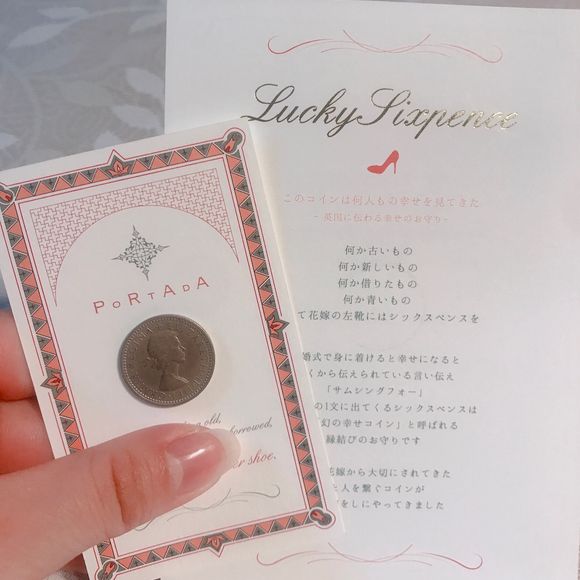 Lucky Sixpence
このコインは何人もの幸せを見てきた
- 英国に伝わる幸せのお守り -
何か古いもの
何か新しいもの
何か借りたもの
何か青いもの
て花嫁の左靴にはシックスペンスを
婚式で身に着けると幸せになると
くから伝えられている言い伝え
「サムシングフォー」
の1文に出てくるシックスペンスは
幻の幸せコイン」と呼ばれる
縁結びのお守りです
花嫁から大切にされてきた
と人を繋ぐコインが
をしにやってきました
PORTADA
old,
borrowed,
shoe.